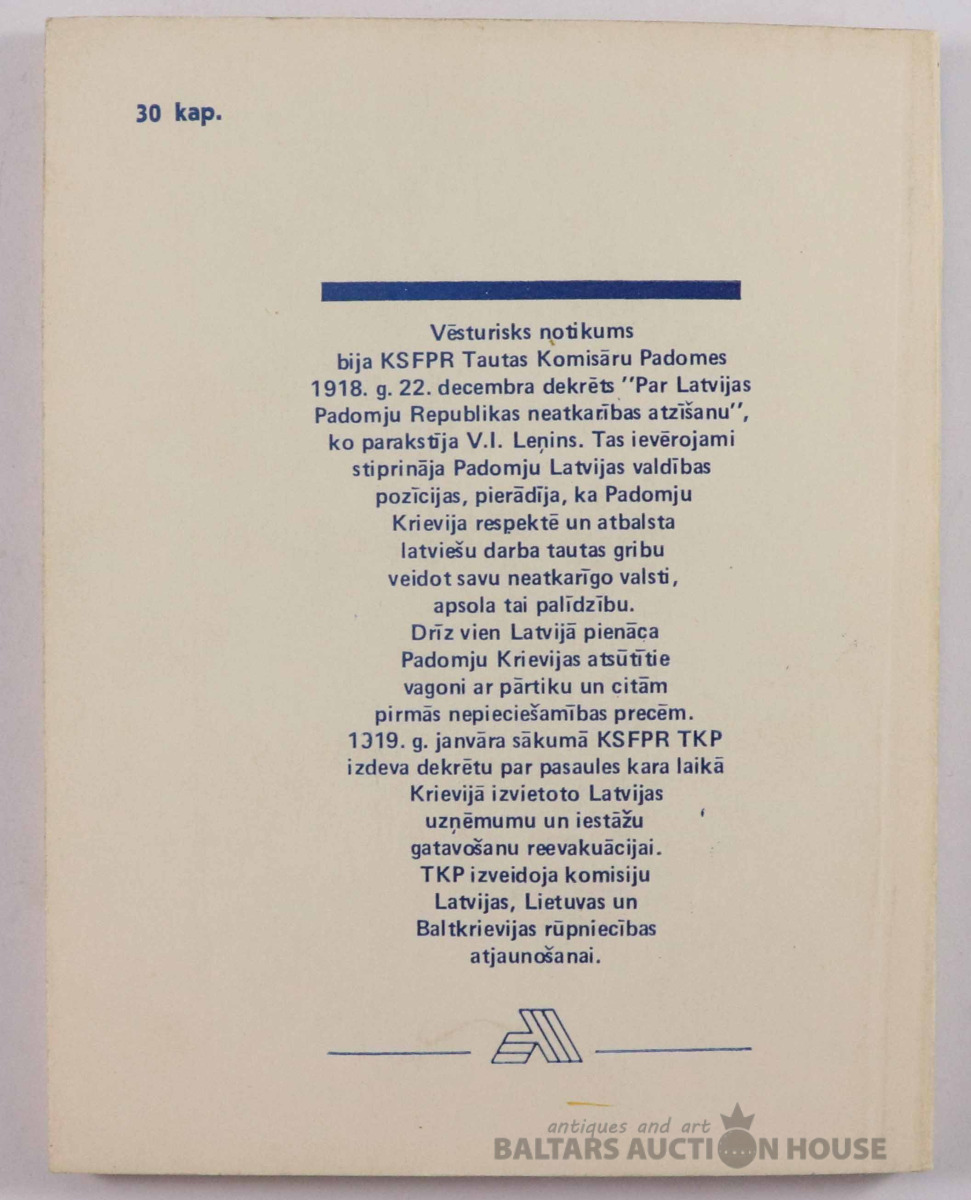 30 kap.
Vēsturisks notikums
bija KSFPR Tautas Komisāru Padomes
1918. g. 22. decembra dekrēts "Par Latvijas
Padomju Republikas neatkarības atzīšanu",
ko parakstīja V.I. Ļeņins. Tas ievērojami
stiprināja Padomju Latvijas valdības
pozīcijas, pierādīja, ka Padomju
Krievija respektē un atbalsta
latviešu darba tautas gribu
veidot savu neatkarīgo valsti,
apsola tai palīdzību.
Drīz vien Latvijā pienāca
Padomju Krievijas atsūtītie
vagoni ar pārtiku un citām
pirmās nepieciešamības precēm.
1319. g. janvāra sākumā KSFPR TKP
izdeva dekrētu par pasaules kara laikā
Krievijā izvietoto Latvijas
uzņēmumu un iestāžu
gatavošanu reevakuācijai.
TKP izveidoja komisiju
Latvijas, Lietuvas un
Baltkrievijas rūpniecības
atjaunošanai.
antiques and art
BALTARS AUCTION HOUSE